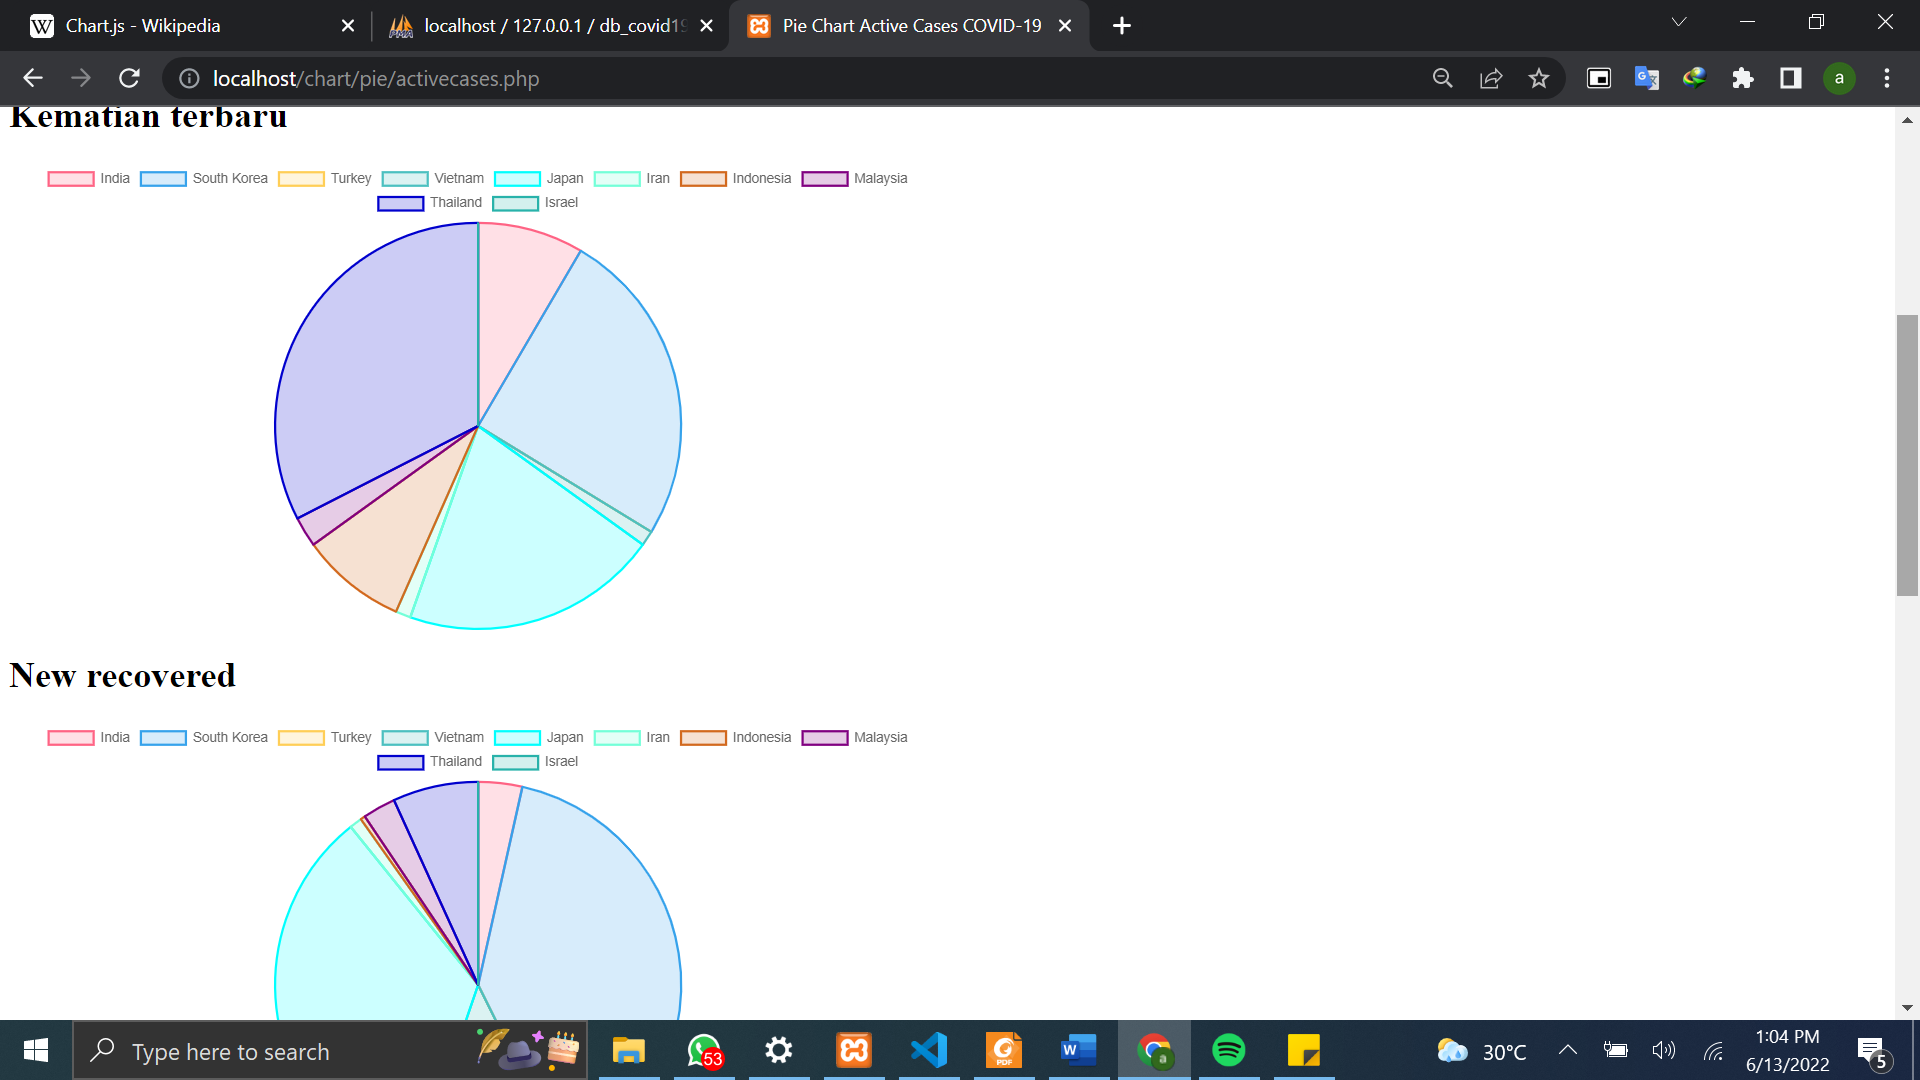 Chart.js - Wikipedia
localhost / 127.0.0.1 / db_covid19
Pie Chart Active Cases COVID-19
localhost/chart/pie/activecases.php
a
Kematian terbaru
India South Korea Turkey Vietnam Japan Iran Indonesia Malaysia
Thailand Israel
New recovered
India South Korea Turkey Vietnam Japan Iran Indonesia Malaysia
Thailand Israel
Type here to search
53
PDF
W
a
30°C
1:04 PM
6/13/2022
5